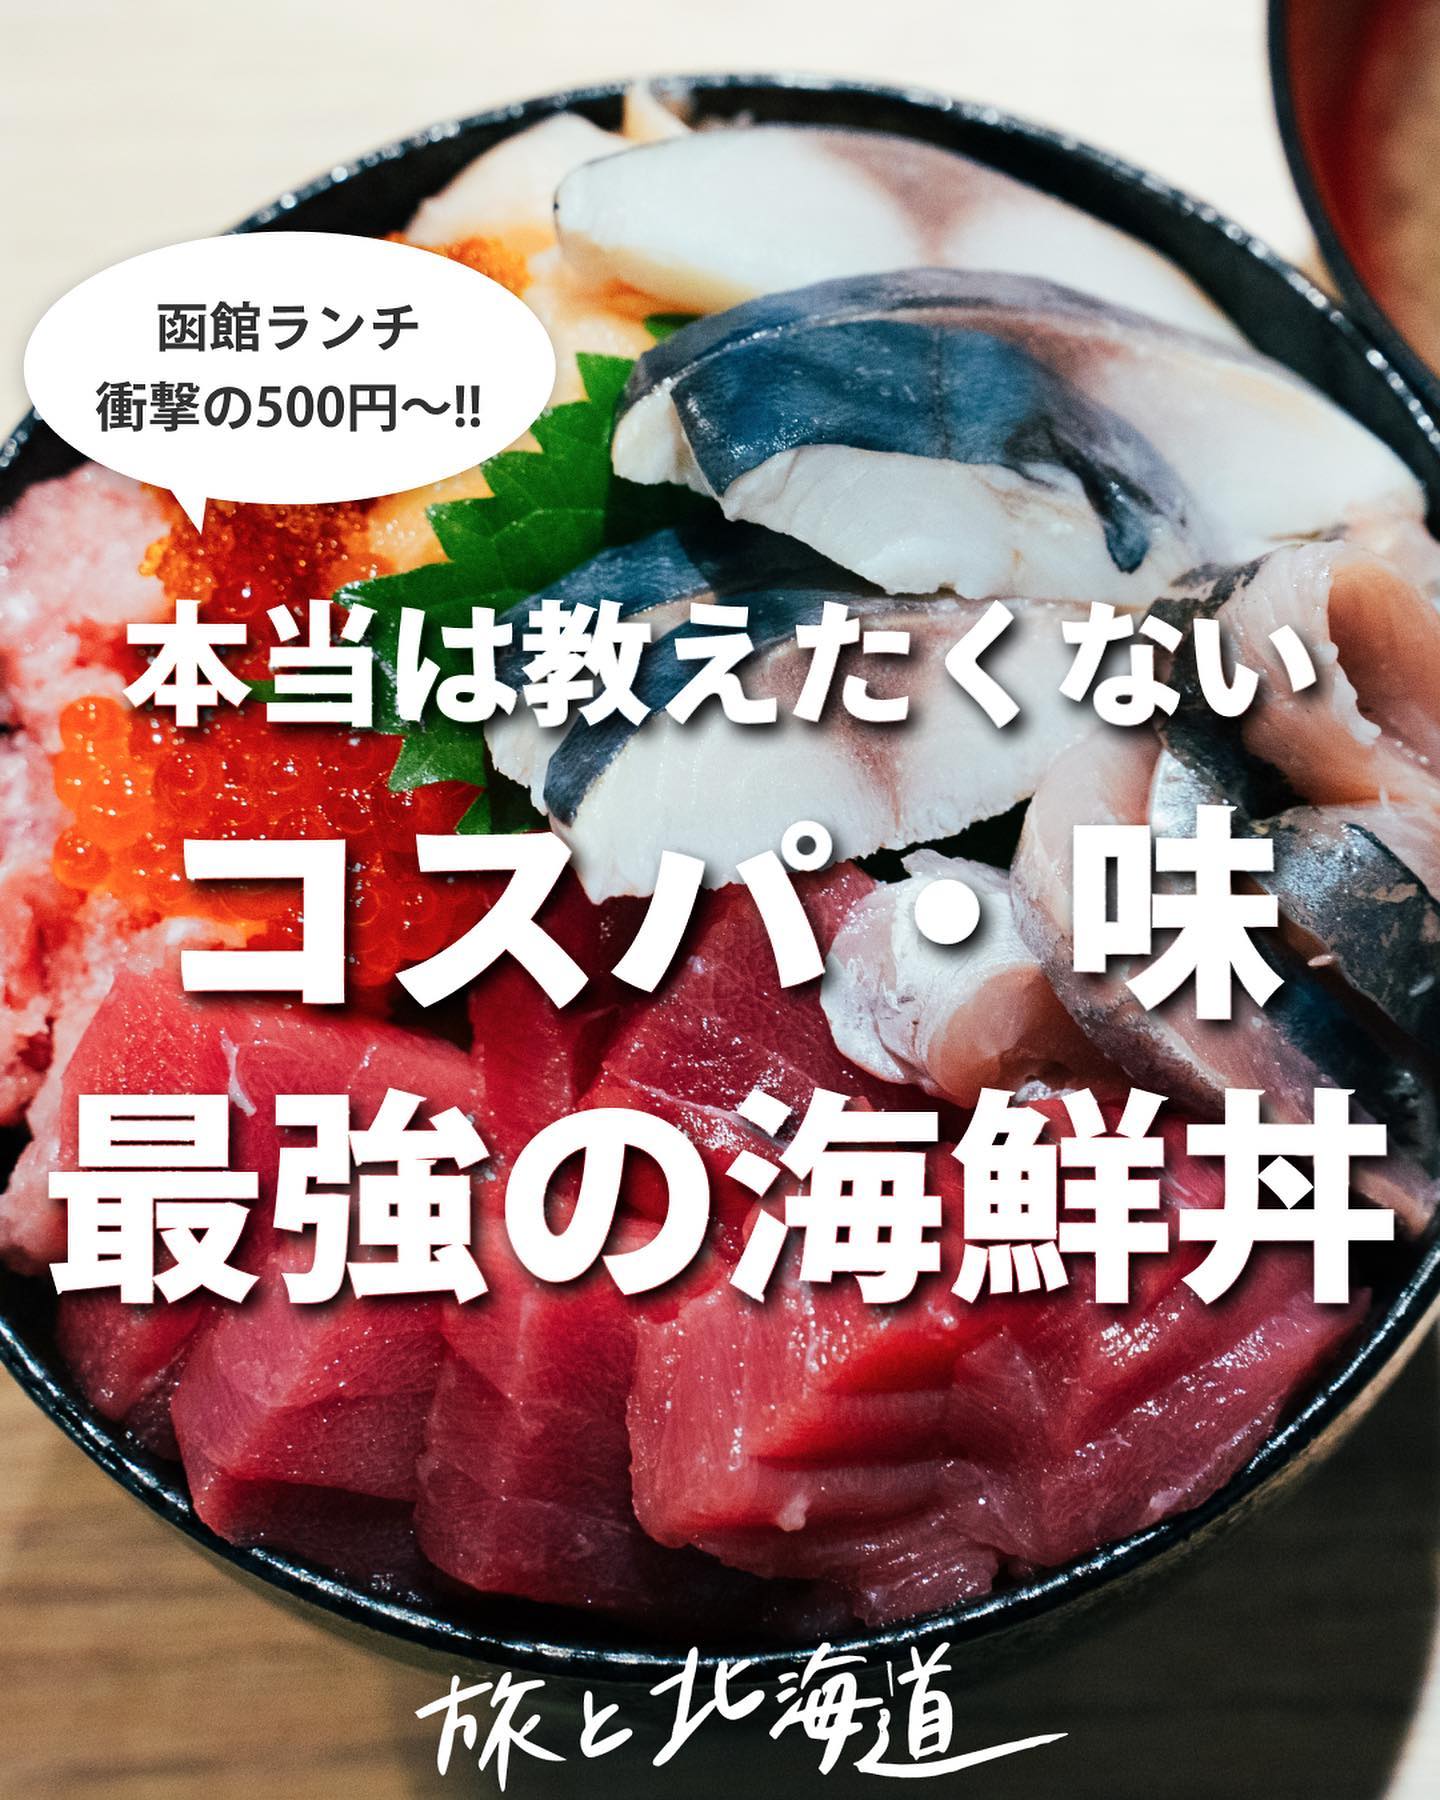 函館ランチ
衝撃の500円〜!!
本当は教えたくない
コスパ・味
最強の海鮮丼
旅と北海道